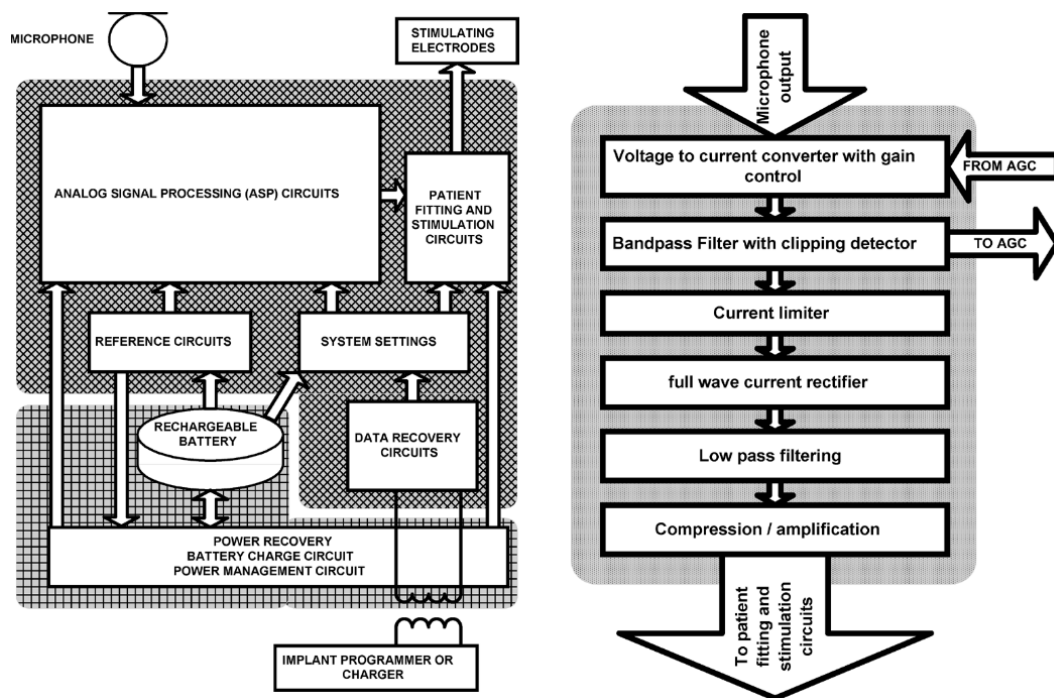 MICROPHONE
STIMULATING
ELECTRODES
ANALOG SIGNAL PROCESSING (ASP) CIRCUITS
PATIENT
FITTING AND
STIMULATION
CIRCUITS
REFERENCE CIRCUITS
SYSTEM SETTINGS
RECHARGEABLE
BATTERY
DATA RECOVERY
CIRCUITS
POWER RECOVERY
BATTERY CHARGE CIRCUIT
POWER MANAGEMENT CIRCUIT
IMPLANT PROGRAMMER OR
CHARGER
Microphone
output
Voltage to current converter with gain
control
FROM AGC
Bandpass Filter with clipping detector
TO AGC
Current limiter
full wave current rectifier
Low pass filtering
Compression / amplification
To patient
fitting and
stimulation
circuits